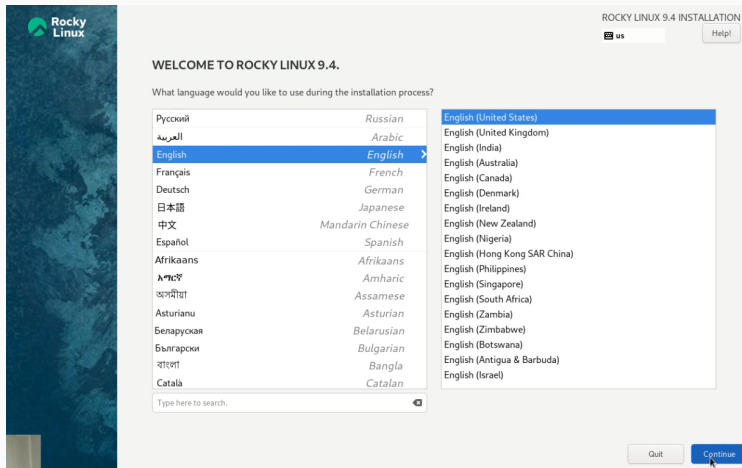 Rocky
Linux
ROCKY LINUX 9.4 INSTALLATION
us
Help!
WELCOME TO ROCKY LINUX 9.4.
What language would you like to use during the installation process?
Русский Russian
العربية Arabic
English English
Français French
Deutsch German
日本語 Japanese
中文 Mandarin Chinese
Español Spanish
Afrikaans Afrikaans
አማርኛ Amharic
অসমীয়া Assamese
Asturianu Asturian
Беларуская Belarusian
Български Bulgarian
বাংলা Bangla
Català Catalan
Type here to search.
English (United States)
English (United Kingdom)
English (India)
English (Australia)
English (Canada)
English (Denmark)
English (Ireland)
English (New Zealand)
English (Nigeria)
English (Hong Kong SAR China)
English (Philippines)
English (Singapore)
English (South Africa)
English (Zambia)
English (Zimbabwe)
English (Botswana)
English (Antigua & Barbuda)
English (Israel)
Quit
Continue